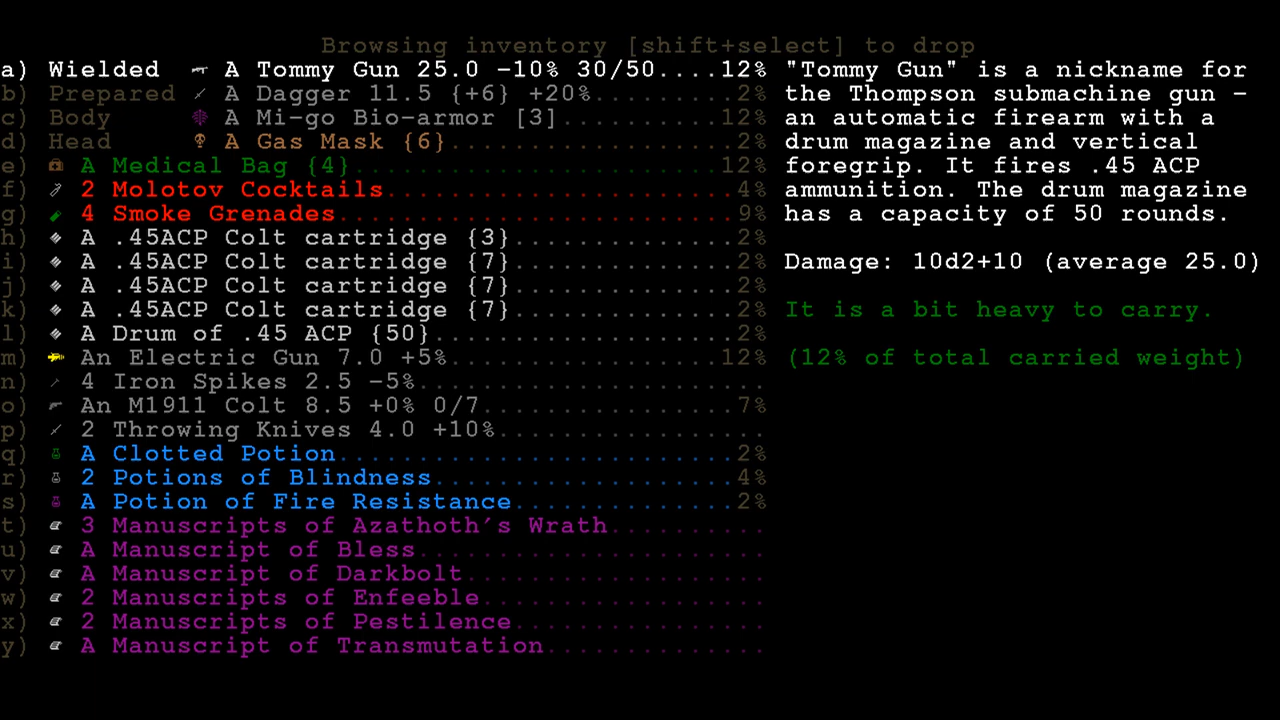 Browsing inventory [shift+select] to drop
a) Wielded A Tommy Gun 25.0 -10% 30/50....12%
b) Prepared A Dagger 11.5 {+6} +20%.........2%
c) Body A Mi-go Bio-armor [3]...........12%
d) Head A Gas Mask {6}..................2%
e) A Medical Bag {4}.......................12%
f) 2 Molotov Cocktails......................4%
g) 4 Smoke Grenades.........................9%
h) A .45ACP Colt cartridge {3}..............2%
i) A .45ACP Colt cartridge {7}..............2%
j) A .45ACP Colt cartridge {7}..............2%
k) A .45ACP Colt cartridge {7}..............2%
l) A Drum of .45 ACP {50}...................2%
m) An Electric Gun 7.0 +5%.................12%
n) 4 Iron Spikes 2.5 -5%......................
o) An M1911 Colt 8.5 +0% 0/7................7%
p) 2 Throwing Knives 4.0 +10%.................
q) A Clotted Potion.........................2%
r) 2 Potions of Blindness...................4%
s) A Potion of Fire Resistance..............2%
t) 3 Manuscripts of Azathoth's Wrath..........
u) A Manuscript of Bless......................
v) A Manuscript of Darkbolt...................
w) 2 Manuscripts of Enfeeble..................
x) 2 Manuscripts of Pestilence................
y) A Manuscript of Transmutation..............
"Tommy Gun" is a nickname for
the Thompson submachine gun -
an automatic firearm with a
drum magazine and vertical
foregrip. It fires .45 ACP
ammunition. The drum magazine
has a capacity of 50 rounds.
Damage: 10d2+10 (average 25.0)
It is a bit heavy to carry.
(12% of total carried weight)